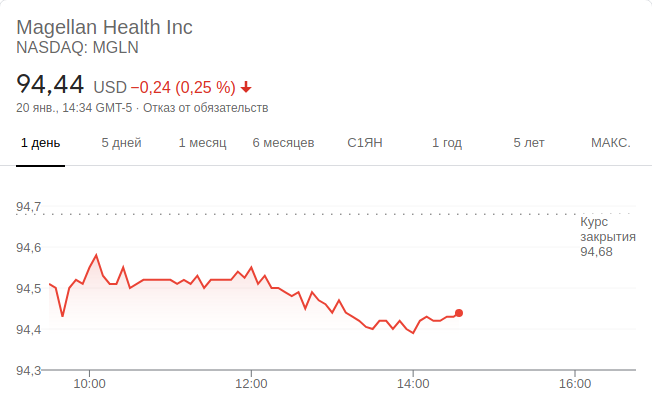 Magellan Health Inc
NASDAQ: MGLN
94,44 USD −0,24 (0,25 %)
20 янв., 14:34 GMT-5 · Отказ от обязательств
1 день 5 дней 1 месяц 6 месяцев С1ЯН 1 год 5 лет МАКС.
94,7
Курс
закрытия
94,68
94,6
94,5
94,4
94,3
10:00 12:00 14:00 16:00